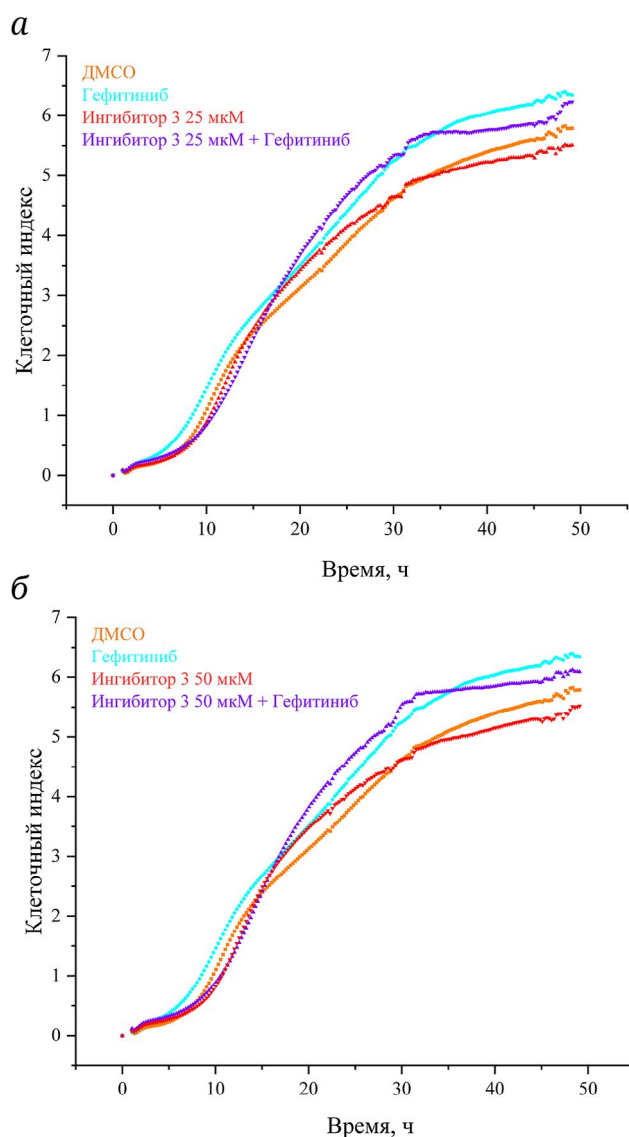 а
7
6
5
4
3
2
1
0
Клеточный индекс
ДМСО
Гефитиниб
Ингибитор 3 25 мкМ
Ингибитор 3 25 мкМ + Гефитиниб
0
10
20
30
40
50
Время, ч
б
7
6
5
4
3
2
1
0
Клеточный индекс
ДМСО
Гефитиниб
Ингибитор 3 50 мкМ
Ингибитор 3 50 мкМ + Гефитиниб
0
10
20
30
40
50
Время, ч